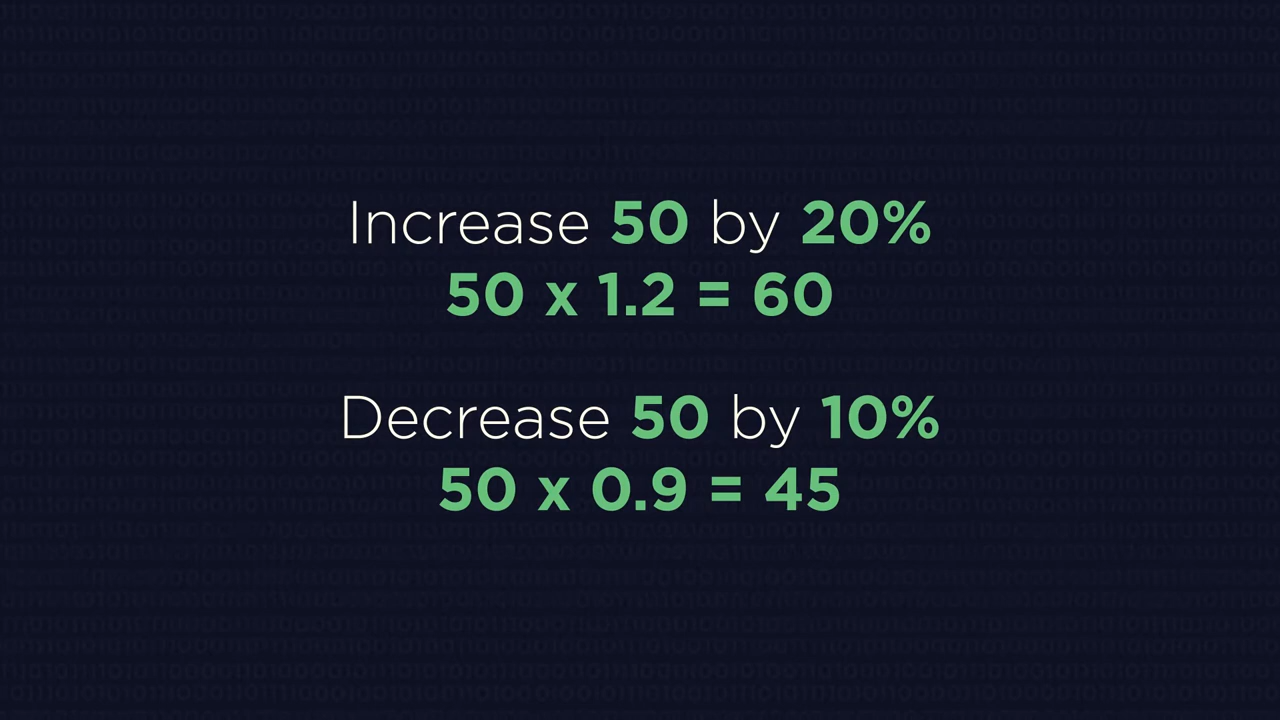 Increase 50 by 20%
50 x 1.2 = 60
Decrease 50 by 10%
50 x 0.9 = 45